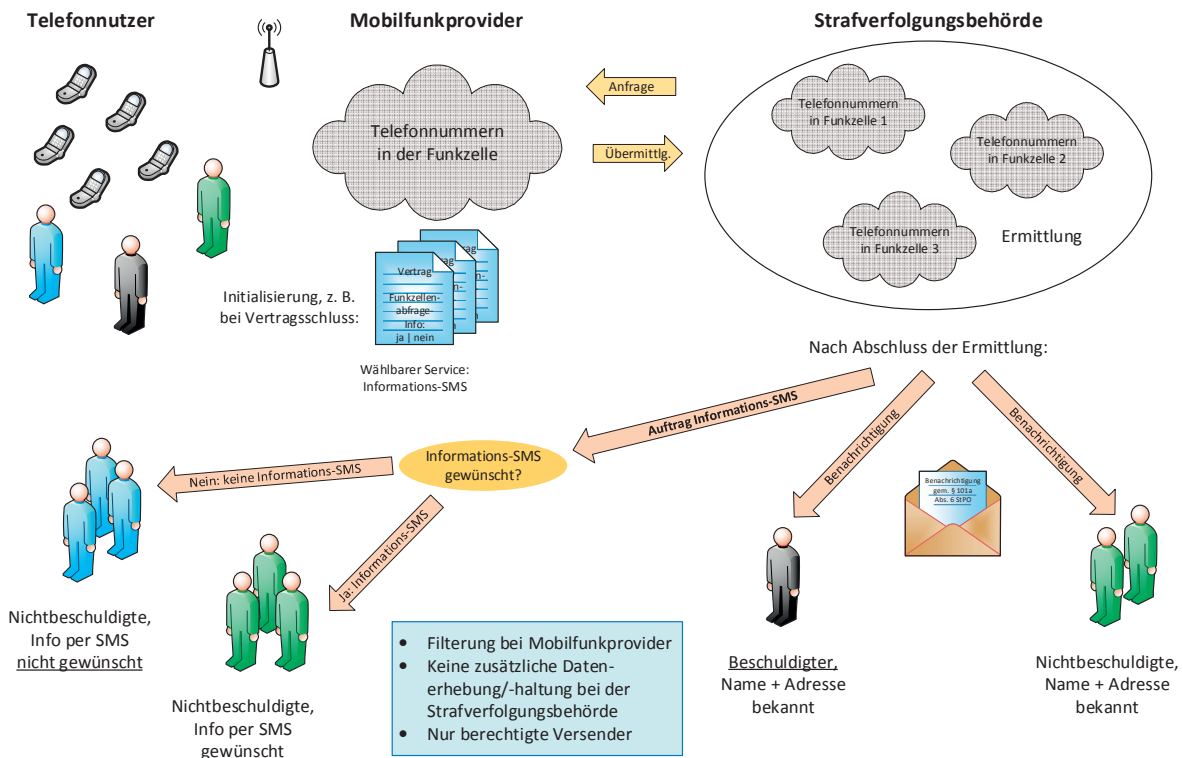 Telefonnutzer
Mobilfunkprovider
Strafverfolgungsbehörde
Anfrage
Übermittlg.
Telefonnummern
in der Funkzelle
Telefonnummern
in Funkzelle 1
Telefonnummern
in Funkzelle 2
Telefonnummern
in Funkzelle 3
Ermittlung
Initialisierung, z. B.
bei Vertragsschluss:
Vertrag
Funkzellen-
abfrage-
Info:
ja | nein
Wählbarer Service:
Informations-SMS
Nach Abschluss der Ermittlung:
Auftrag Informations-SMS
Benachrichtigung
Benachrichtigung
Informations-SMS
gewünscht?
Nein: keine Informations-SMS
Ja: Informations-SMS
Benachrichtigung
gem. § 101a
Abs. 6 StPO
Nichtbeschuldigte,
Info per SMS
nicht gewünscht
Nichtbeschuldigte,
Info per SMS
gewünscht
• Filterung bei Mobilfunkprovider
• Keine zusätzliche Daten-
erhebung/-haltung bei der
Strafverfolgungsbehörde
• Nur berechtigte Versender
Beschuldigter,
Name + Adresse
bekannt
Nichtbeschuldigte,
Name + Adresse
bekannt